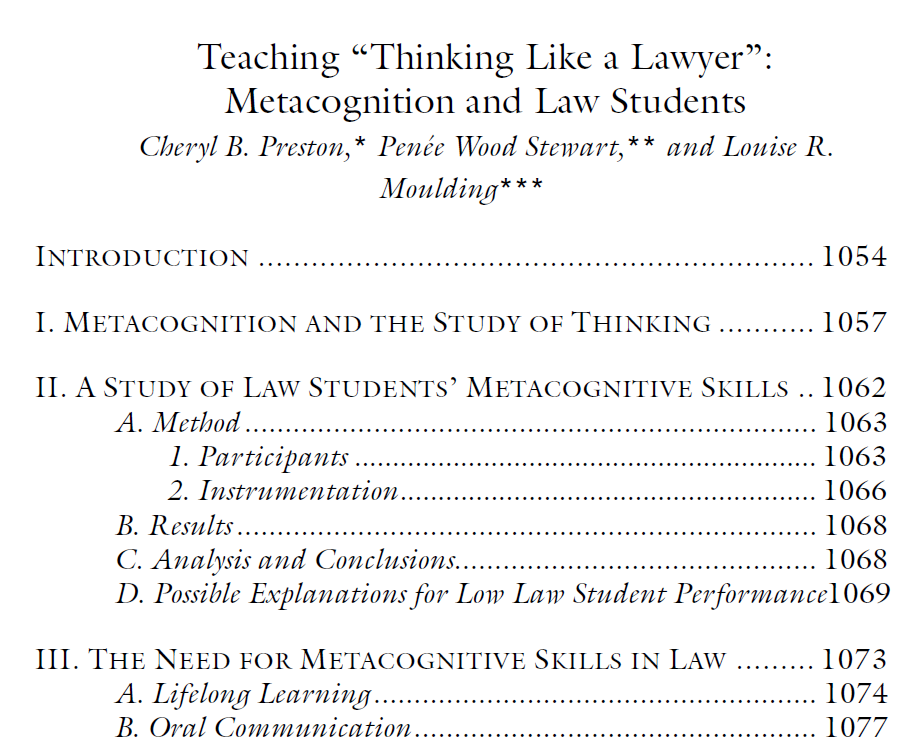 Teaching “Thinking Like a Lawyer”:
Metacognition and Law Students
Cheryl B. Preston,* Penée Wood Stewart,** and Louise R.
Moulding***
INTRODUCTION ............................................................... 1054
I. METACOGNITION AND THE STUDY OF THINKING ........... 1057
II. A STUDY OF LAW STUDENTS’ METACOGNITIVE SKILLS .. 1062
A. Method ................................................................. 1063
1. Participants ..................................................... 1063
2. Instrumentation................................................ 1066
B. Results .................................................................. 1068
C. Analysis and Conclusions......................................... 1068
D. Possible Explanations for Low Law Student Performance1069
III. THE NEED FOR METACOGNITIVE SKILLS IN LAW ......... 1073
A. Lifelong Learning................................................... 1074
B. Oral Communication.............................................. 1077